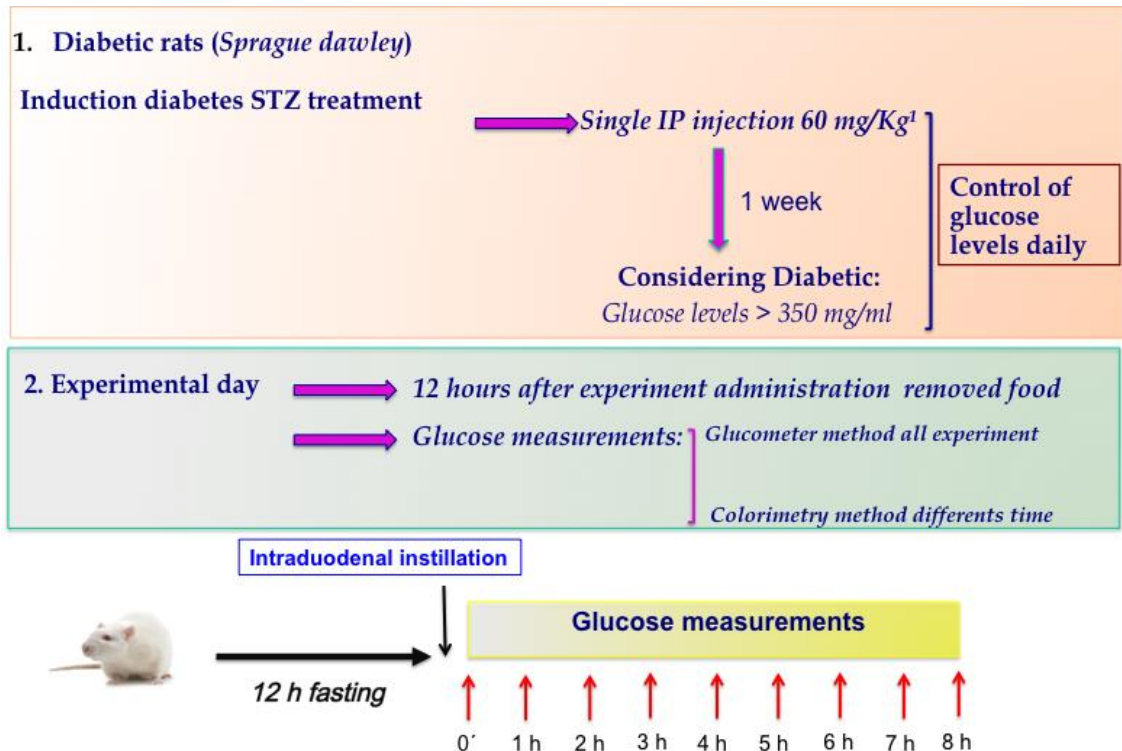 1. Diabetic rats (Sprague dawley)
Induction diabetes STZ treatment
Single IP injection 60 mg/Kg¹
1 week
Considering Diabetic:
Glucose levels > 350 mg/ml
Control of
glucose
levels daily
2. Experimental day
12 hours after experiment administration removed food
Glucose measurements:
Glucometer method all experiment
Colorimetry method differents time
Intraduodenal instillation
12 h fasting
Glucose measurements
0´ 1 h 2 h 3 h 4 h 5 h 6 h 7 h 8 h